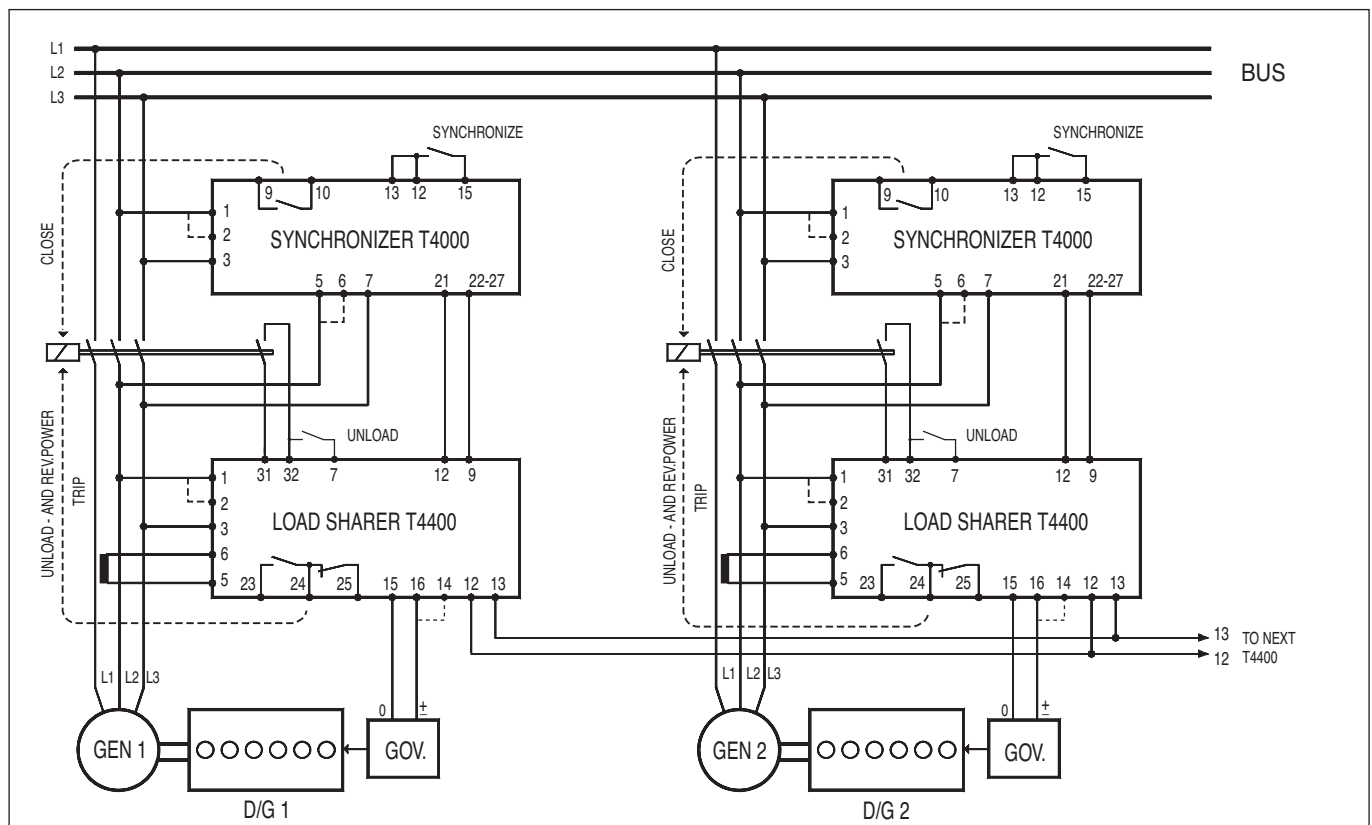 L1
L2
L3
BUS
SYNCHRONIZE
SYNCHRONIZE
9 10 13 12 15
9 10 13 12 15
1
2
3
SYNCHRONIZER T4000
5 6 7 21 22-27
1
2
3
SYNCHRONIZER T4000
5 6 7 21 22-27
CLOSE
CLOSE
UNLOAD
UNLOAD
UNLOAD - AND REV.POWER
TRIP
UNLOAD - AND REV.POWER
TRIP
31 32 7 12 9
1
2
3
6
5
LOAD SHARER T4400
23 24 25 15 16 14 12 13
31 32 7 12 9
1
2
3
6
5
LOAD SHARER T4400
23 24 25 15 16 14 12 13
13 TO NEXT
12 T4400
L1 L2 L3
0 ±
GEN 1
GOV.
D/G 1
L1 L2 L3
0 ±
GEN 2
GOV.
D/G 2